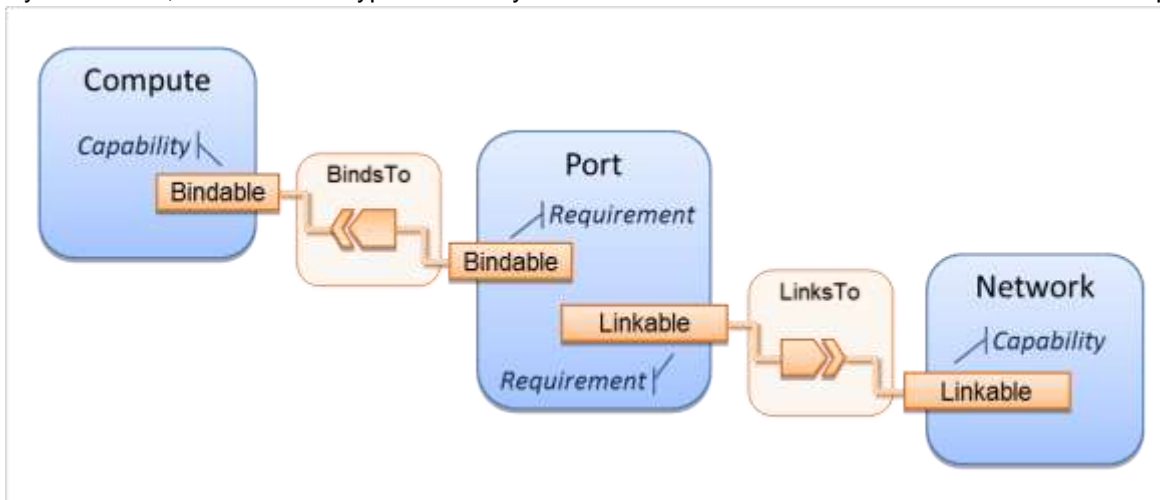 Compute
Capability
Bindable
BindsTo
Port
Requirement
Bindable
Linkable
Requirement
LinksTo
Network
Capability
Linkable